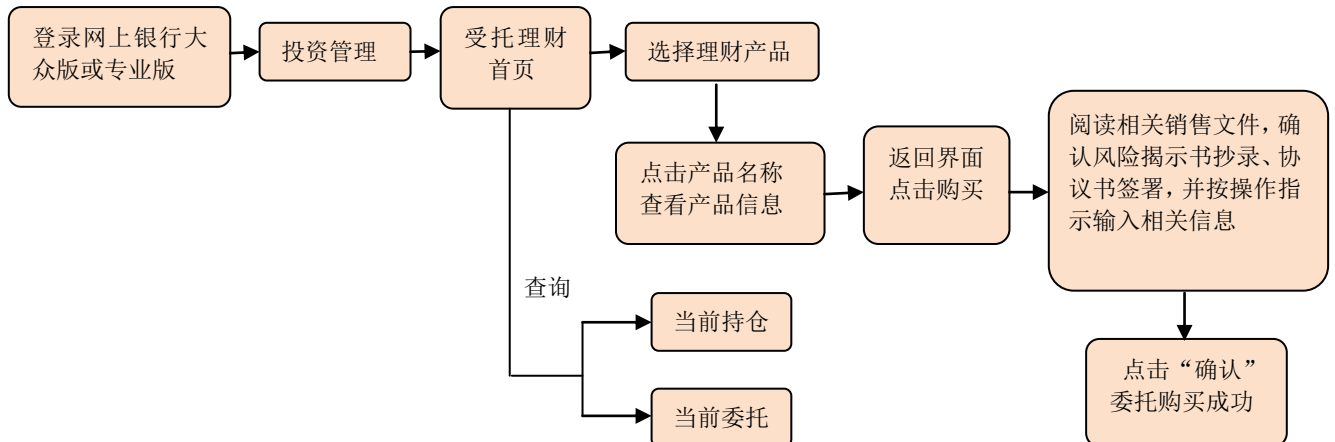 登录网上银行大
众版或专业版
投资管理
受托理财
首页
选择理财产品
点击产品名称
查看产品信息
返回界面
点击购买
阅读相关销售文件，确
认风险揭示书抄录、协
议书签署，并按操作指
示输入相关信息
点击“确认”
委托购买成功
查询
当前持仓
当前委托